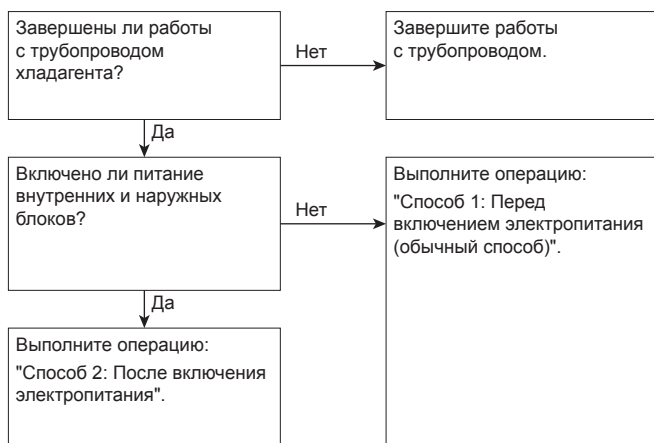 Завершены ли работы
с трубопроводом
хладагента?
Нет
Завершите работы
с трубопроводом.
Да
Включено ли питание
внутренних и наружных
блоков?
Нет
Выполните операцию:
"Способ 1: Перед
включением электропитания
(обычный способ)".
Да
Выполните операцию:
"Способ 2: После включения
электропитания".